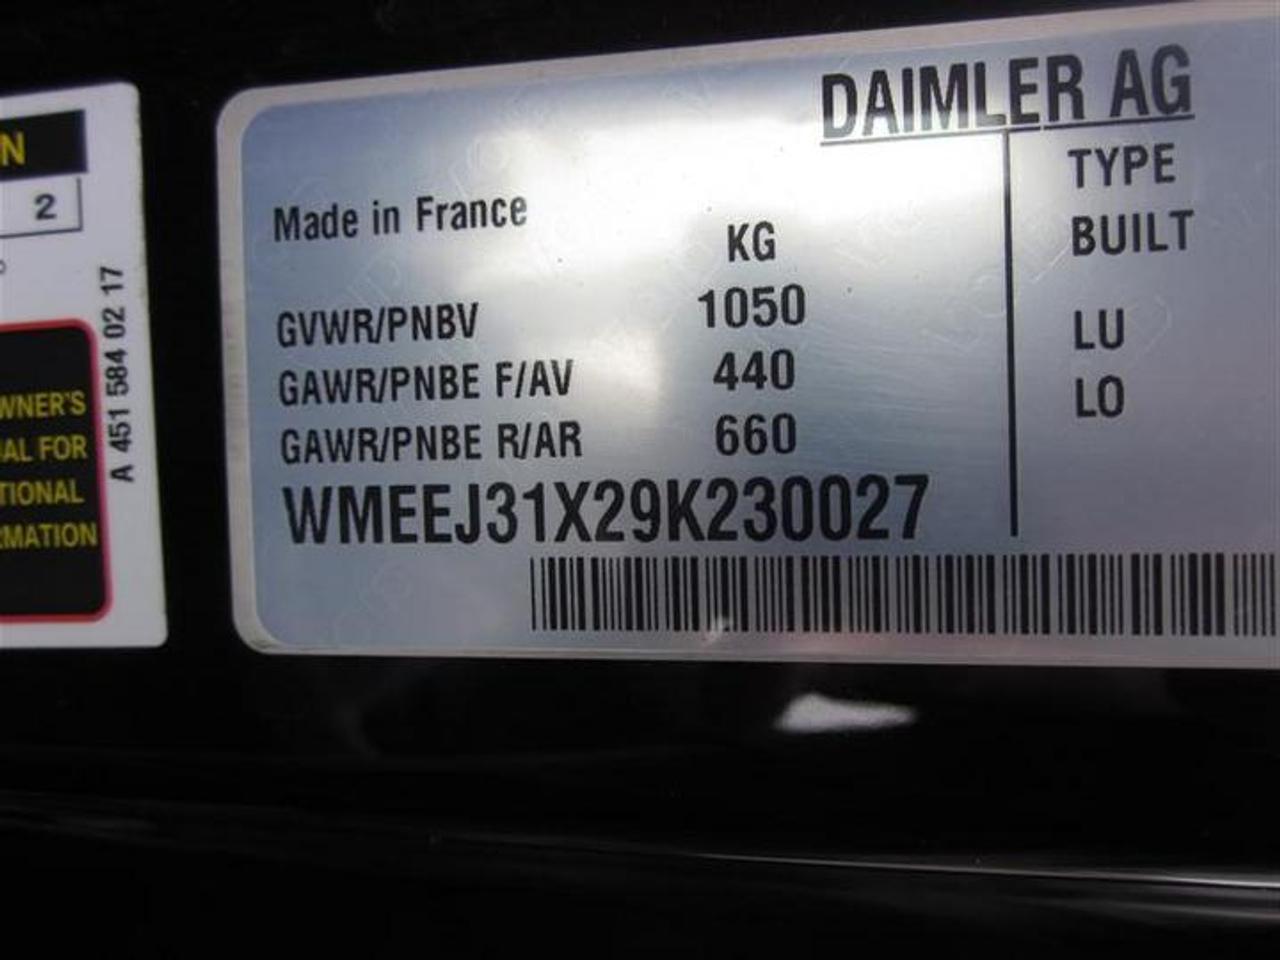 N
2
WNER'S
AL FOR
TIONAL
RMATION
A 451 584 02 17
DAIMLER AG
Made in France
KG
GVWR/PNBV 1050
GAWR/PNBE F/AV 440
GAWR/PNBE R/AR 660
WMEEJ31X29K230027
TYPE
BUILT
LU
LO